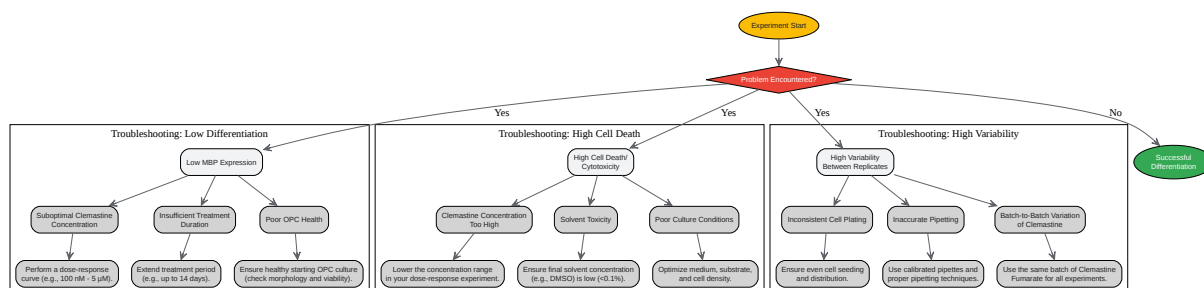 Experiment Start
Problem Encountered?
Yes
Yes
Yes
No
Troubleshooting: Low Differentiation
Low MBP Expression
Suboptimal Clemastine
Concentration
Insufficient Treatment
Duration
Poor OPC Health
Perform a dose-response
curve (e.g., 100 nM - 5 μM).
Extend treatment period
(e.g., up to 14 days).
Ensure healthy starting OPC culture
(check morphology and viability).
Troubleshooting: High Cell Death
High Cell Death/
Cytotoxicity
Clemastine Concentration
Too High
Solvent Toxicity
Poor Culture Conditions
Lower the concentration range
in your dose-response experiment.
Ensure final solvent concentration
(e.g., DMSO) is low (<0.1%).
Optimize medium, substrate,
and cell density.
Troubleshooting: High Variability
High Variability
Between Replicates
Inconsistent Cell Plating
Inaccurate Pipetting
Batch-to-Batch Variation
of Clemastine
Ensure even cell seeding
and distribution.
Use calibrated pipettes and
proper pipetting techniques.
Use the same batch of Clemastine
Fumarate for all experiments.
Successful
Differentiation